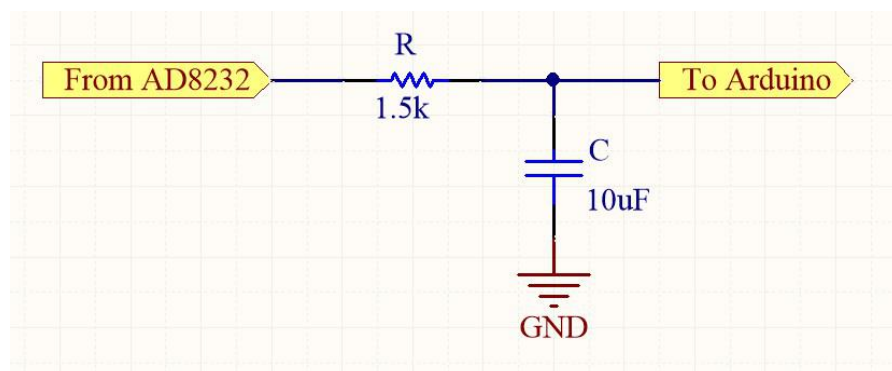 R
From AD8232
To Arduino
1.5k
C
10uF
GND